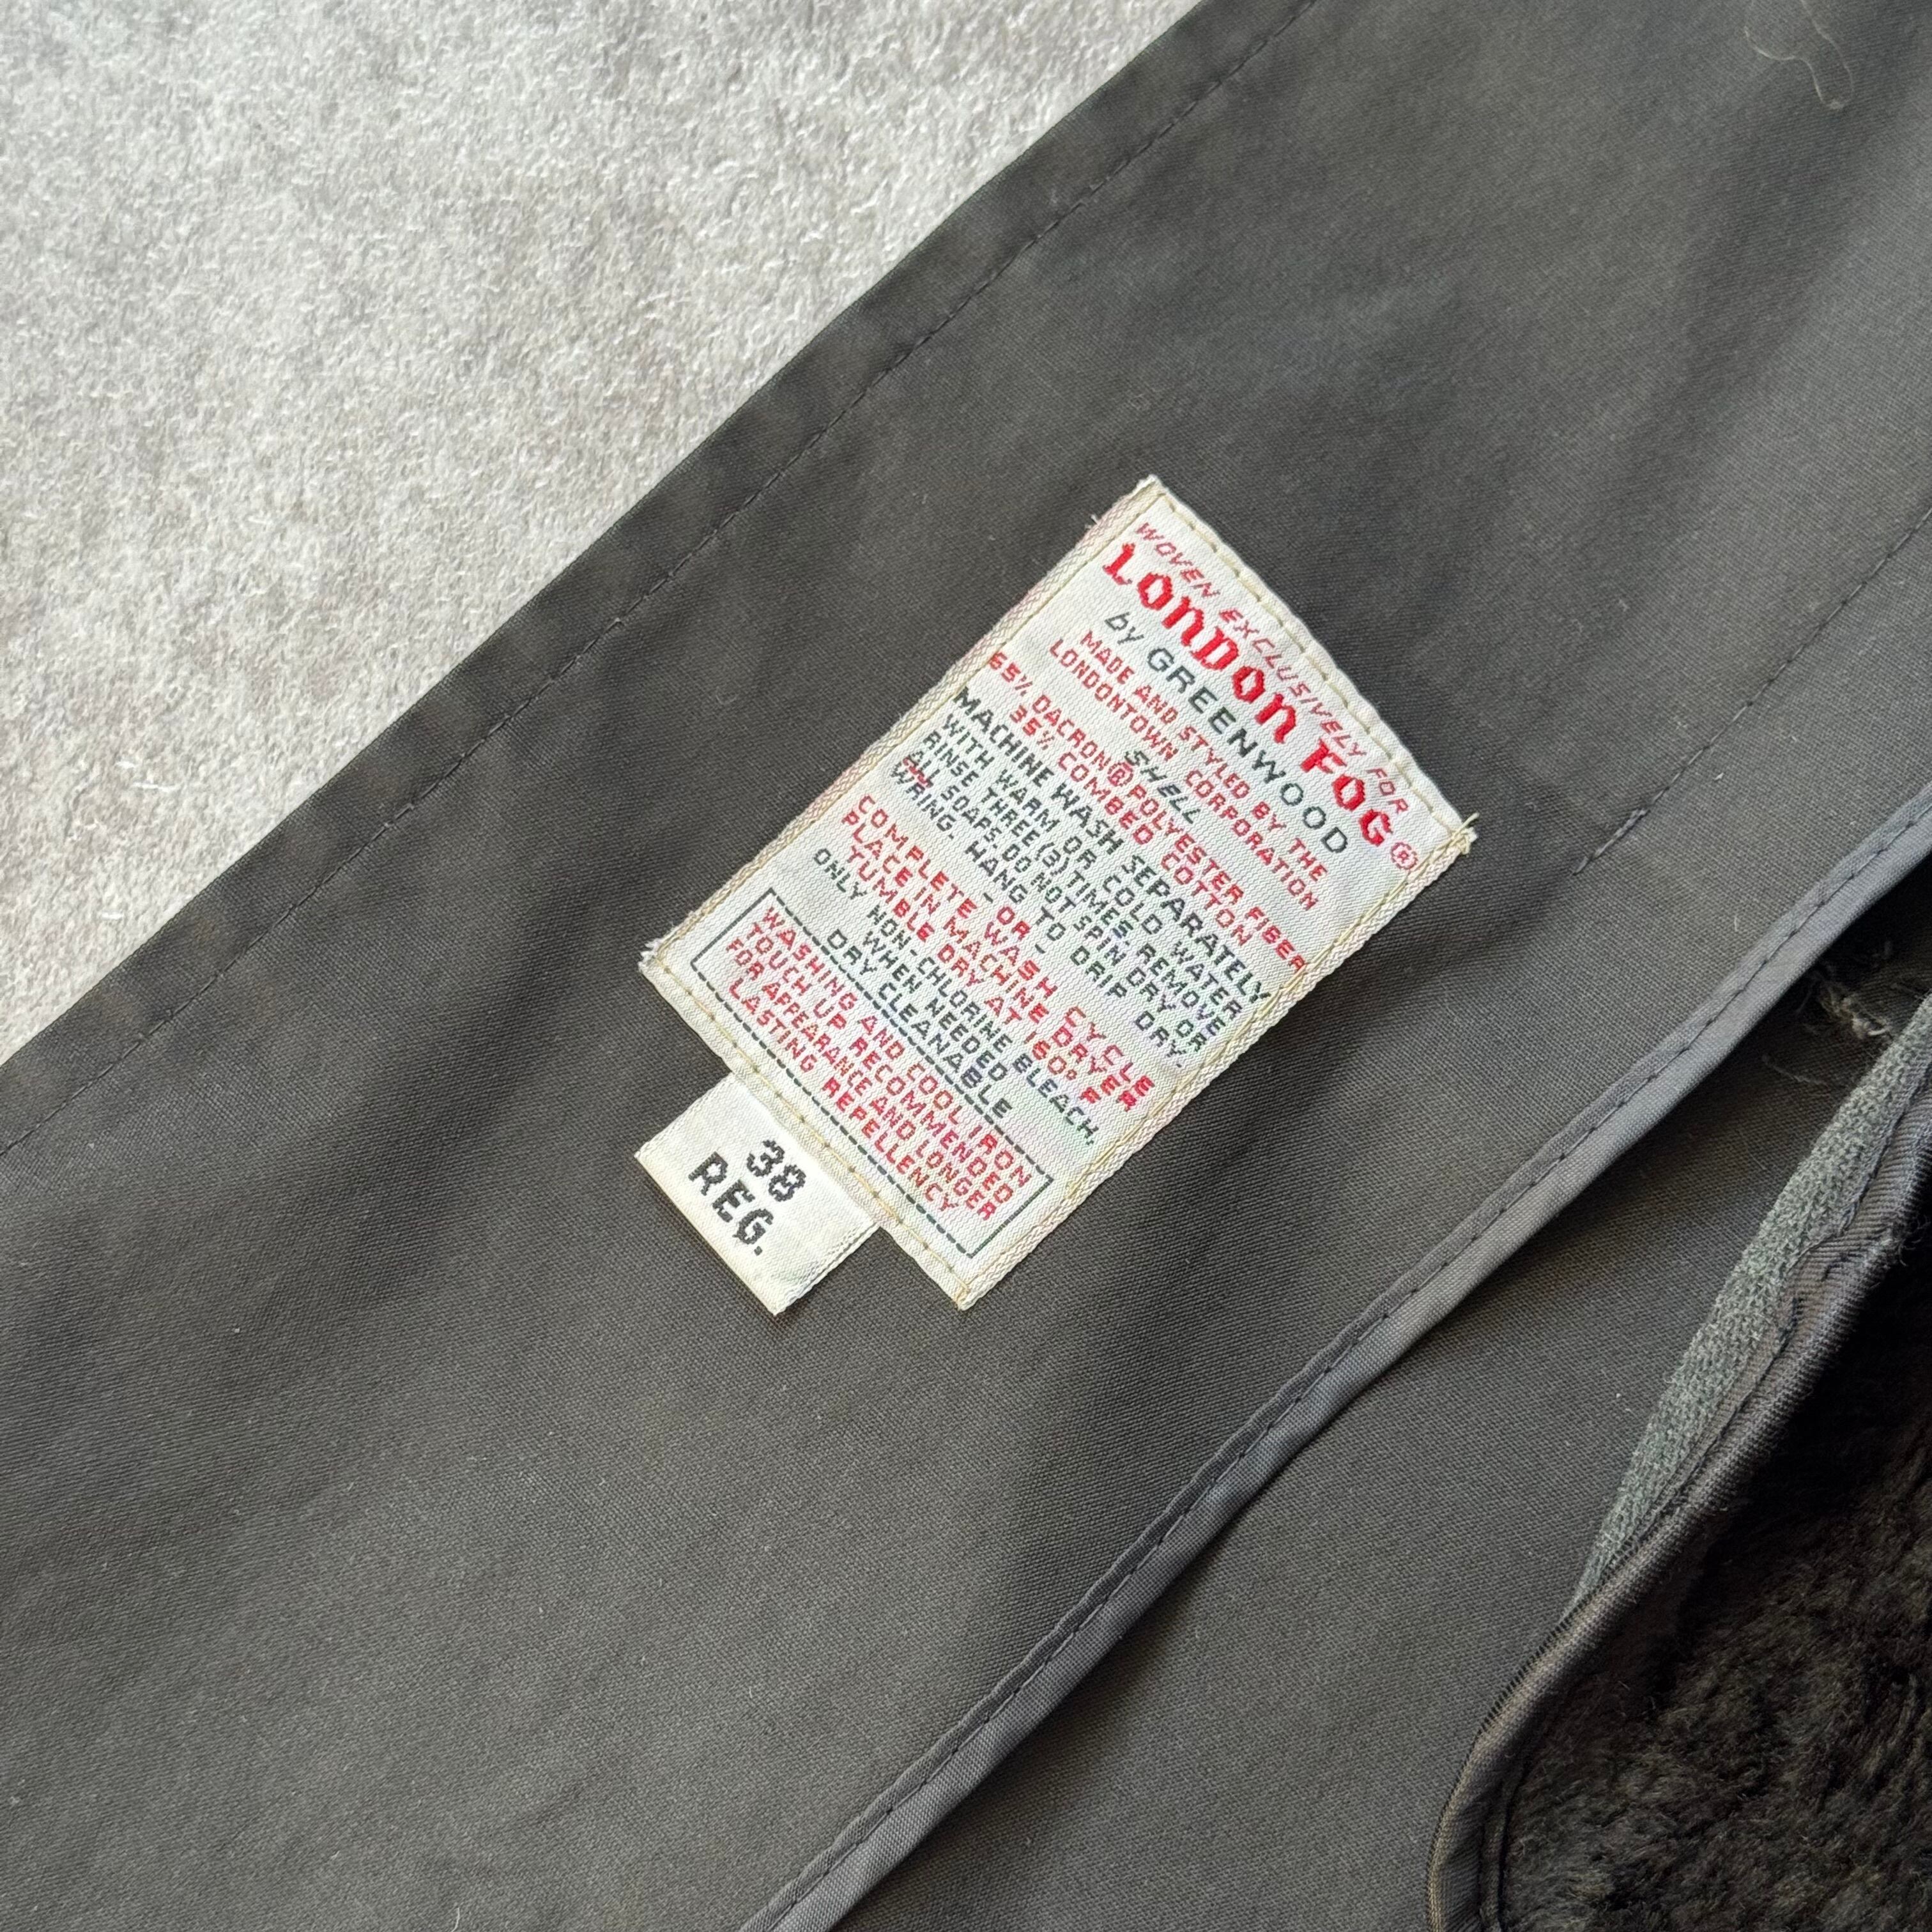 WOVEN EXCLUSIVELY FOR
LONDON FOG®
by GREENWOOD
MADE AND STYLED BY THE
LONDONTOWN CORPORATION
SHELL
65% DACRON® POLYESTER FIBER
35% COMBED COTTON
MACHINE WASH SEPARATELY
WITH WARM OR COLD WATER
RINSE THREE (3) TIMES. REMOVE
ALL SOAPS. DO NOT SPIN DRY OR
WRING. HANG TO DRIP DRY.
- OR -
COMPLETE WASH CYCLE
PLACE IN MACHINE DRYER
TUMBLE DRY AT 160° F
ONLY NON-CHLORINE BLEACH,
WHEN NEEDED
DRY CLEANABLE
WASHING AND COOL IRON
TOUCH UP RECOMMENDED
FOR APPEARANCE AND LONGER
LASTING REPELLENCY
38
REG.